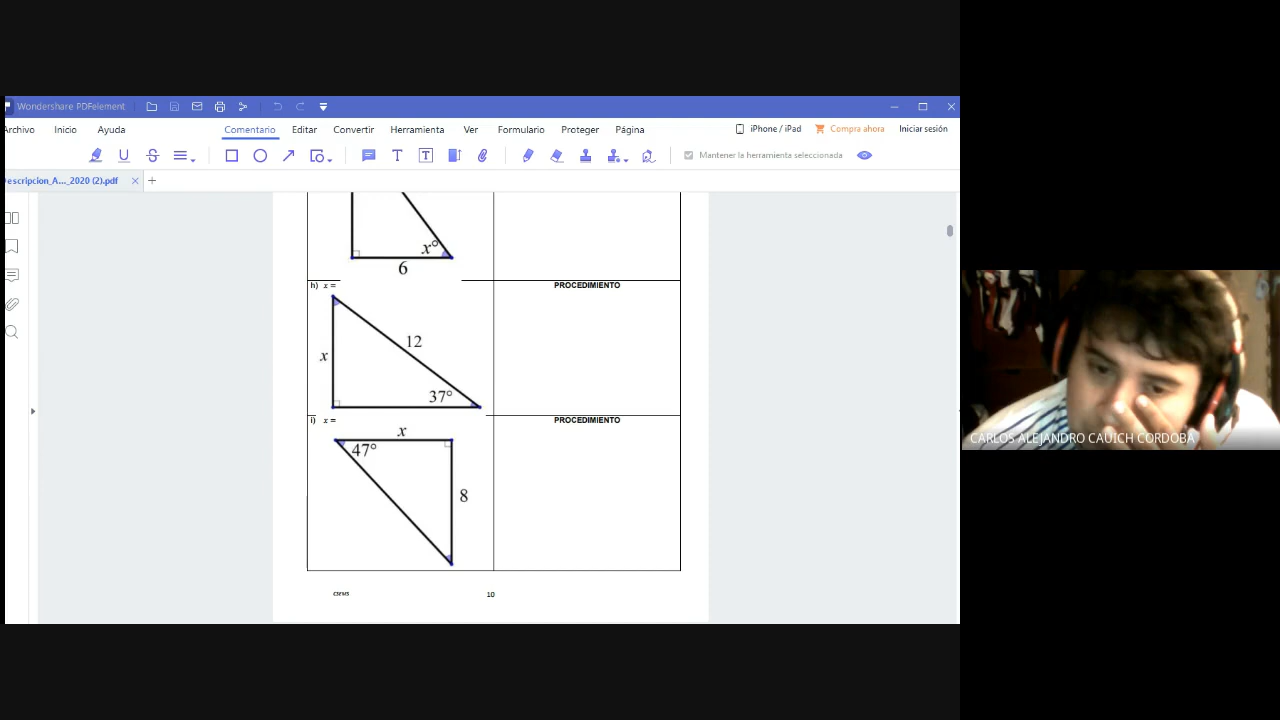 Wondershare PDFelement
Archivo Inicio Ayuda Comentario Editar Convertir Herramienta Ver Formulario Proteger Página iPhone / iPad Compra ahora Iniciar sesión
Mantener la herramienta seleccionada
Descripcion_A..._2020 (2).pdf
x°
6
h) x =
PROCEDIMIENTO
12
x
37°
i) x =
PROCEDIMIENTO
x
47°
8
CSEMS
10
CARLOS ALEJANDRO CAUICH CORDOBA